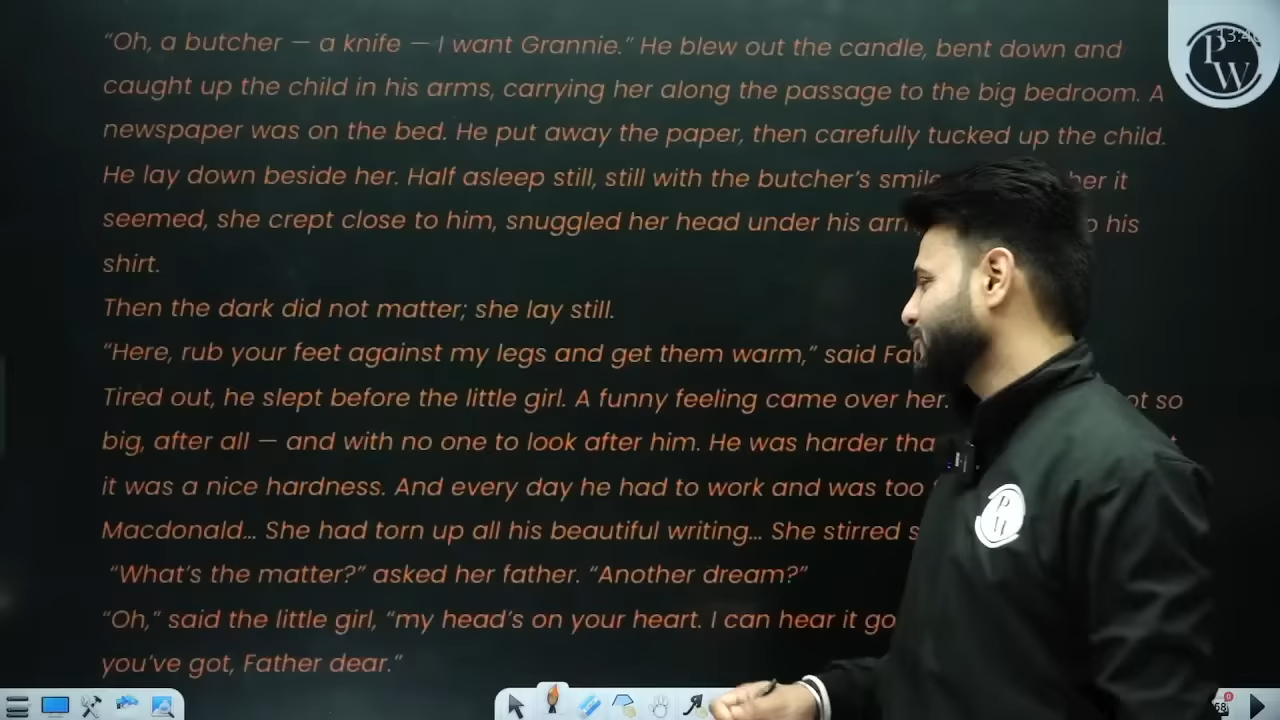 “Oh, a butcher — a knife — I want Grannie.” He blew out the candle, bent down and
caught up the child in his arms, carrying her along the passage to the big bedroom. A
newspaper was on the bed. He put away the paper, then carefully tucked up the child.
He lay down beside her. Half asleep still, still with the butcher’s smile her it
seemed, she crept close to him, snuggled her head under his his
shirt.
Then the dark did not matter; she lay still.
“Here, rub your feet against my legs and get them warm,” said
Tired out, he slept before the little girl. A funny feeling came over her. so
big, after all — and with no one to look after him. He was harder
it was a nice hardness. And every day he had to work and was too
Macdonald... She had torn up all his beautiful writing... She stirred
“What’s the matter?” asked her father. “Another dream?”
“Oh,” said the little girl, “my head’s on your heart. I can hear it go
you’ve got, Father dear.”
PW
PW